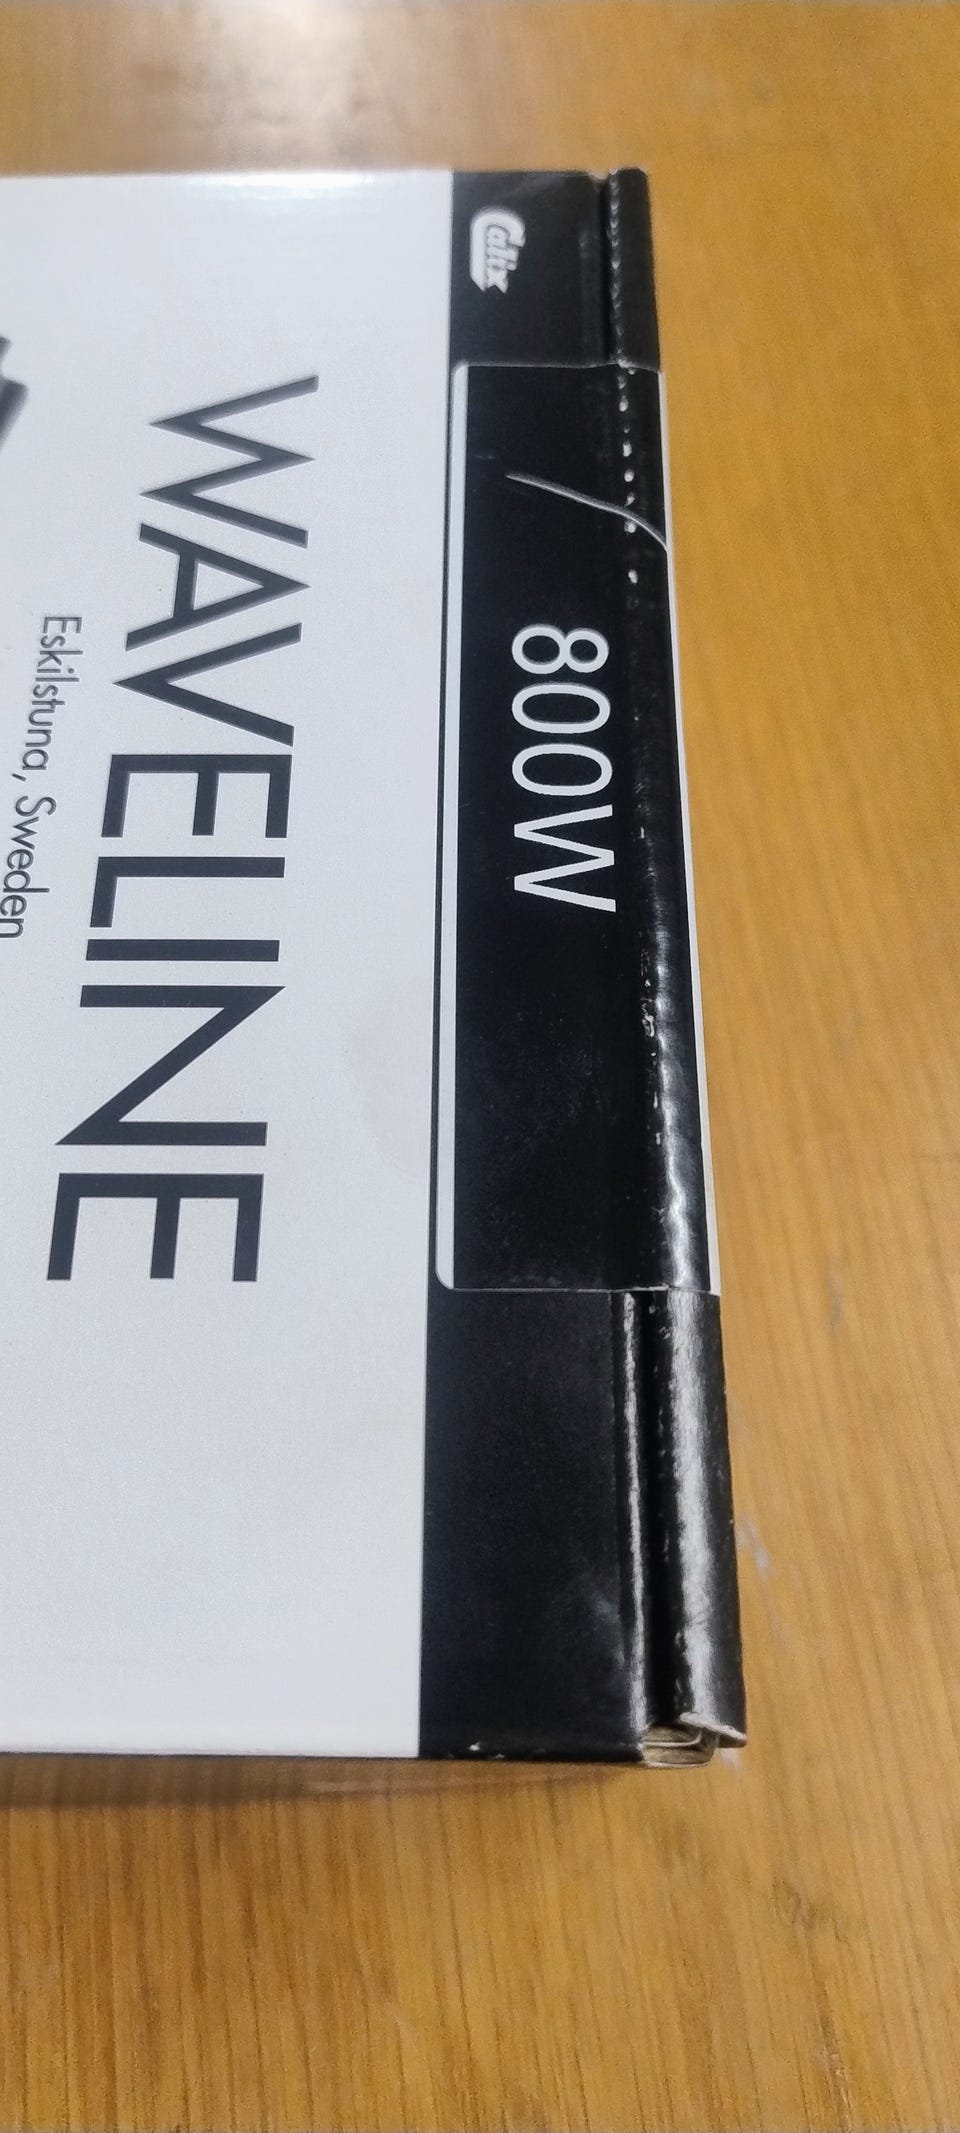 Calix
800W
WAVELINE
Eskilstuna, Sweden